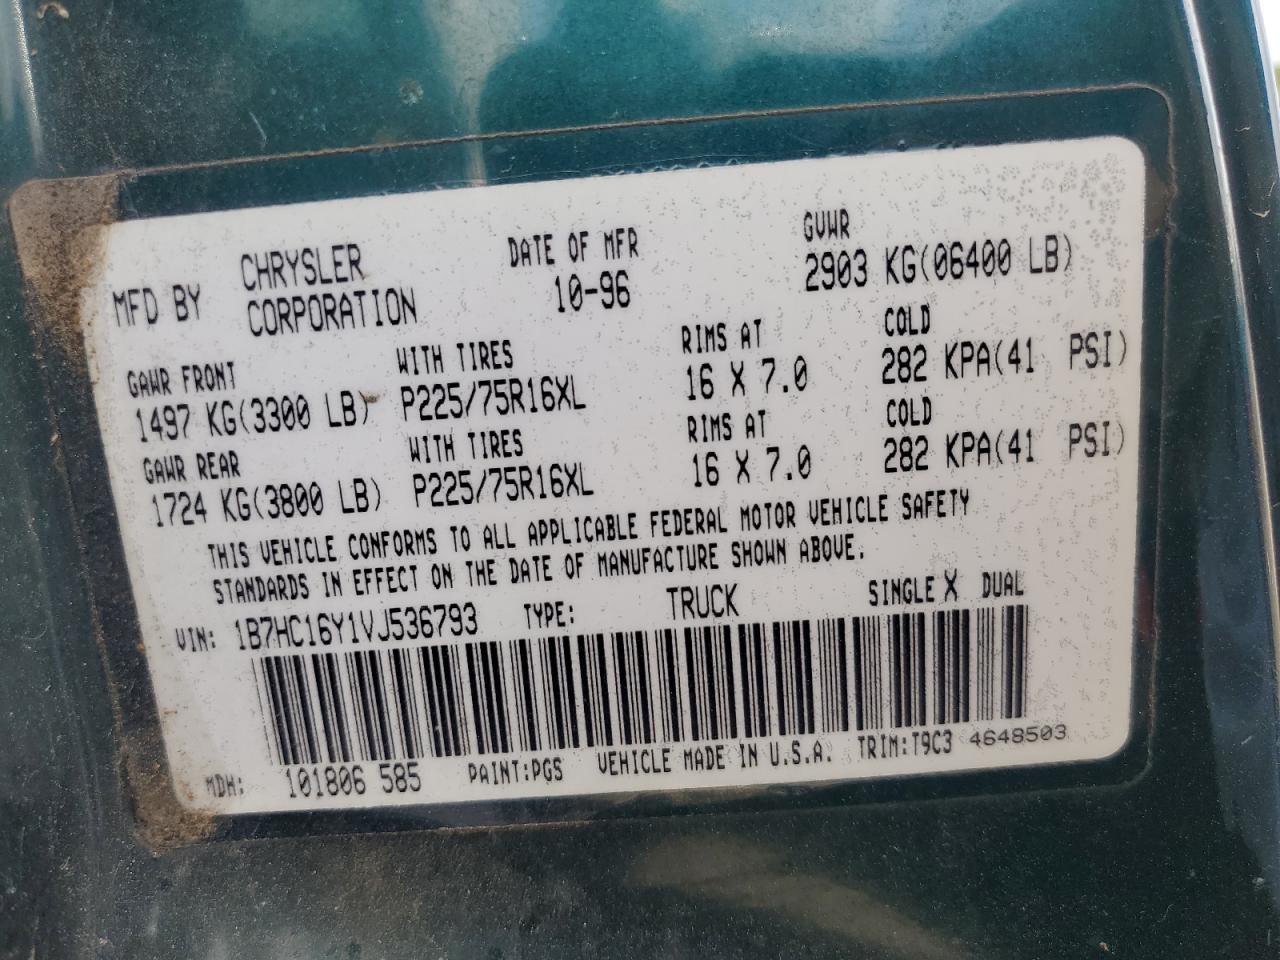 MFD BY CHRYSLER CORPORATION DATE OF MFR 10-96 GVWR 2903 KG(06400 LB)
GAWR FRONT WITH TIRES RIMS AT COLD
1497 KG(3300 LB) P225/75R16XL 16 X 7.0 282 KPA(41 PSI)
GAWR REAR WITH TIRES RIMS AT COLD
1724 KG(3800 LB) P225/75R16XL 16 X 7.0 282 KPA(41 PSI)
THIS VEHICLE CONFORMS TO ALL APPLICABLE FEDERAL MOTOR VEHICLE SAFETY
STANDARDS IN EFFECT ON THE DATE OF MANUFACTURE SHOWN ABOVE.
VIN: 1B7HC16Y1VJ536793 TYPE: TRUCK SINGLE X DUAL
MDH: 101806 585 PAINT:PGS VEHICLE MADE IN U.S.A. TRIM:T9C3 4648503